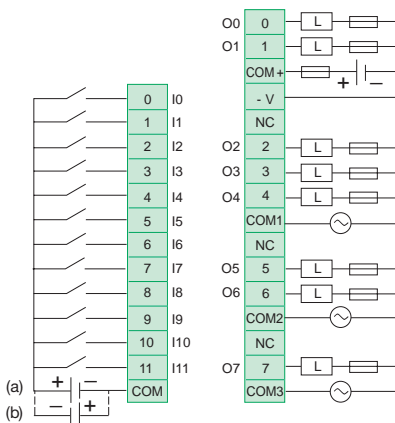 O0 0 L
O1 1 L
COM + + −
- V
NC
O2 2 L
O3 3 L
O4 4 L
COM1
NC
O5 5 L
O6 6 L
COM2
NC
O7 7 L
COM3
0 I0
1 I1
2 I2
3 I3
4 I4
5 I5
6 I6
7 I7
8 I8
9 I9
10 I10
11 I11
(a) + − COM
(b) − +